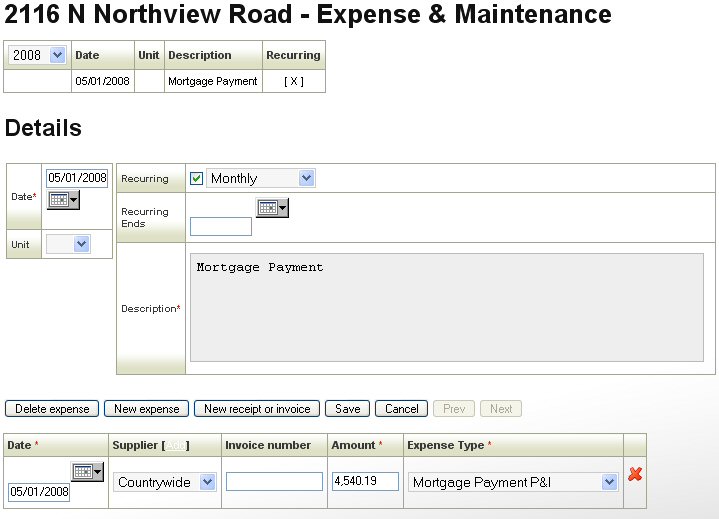 2116 N Northview Road - Expense & Maintenance
2008 Date Unit Description Recurring
05/01/2008 Mortgage Payment [ X ]
Details
Date* 05/01/2008
Unit
Recurring Monthly
Recurring Ends
Description* Mortgage Payment
Delete expense New expense New receipt or invoice Save Cancel Prev Next
Date * Supplier [Add] Invoice number Amount * Expense Type *
05/01/2008 Countrywide 4,540.19 Mortgage Payment P&I